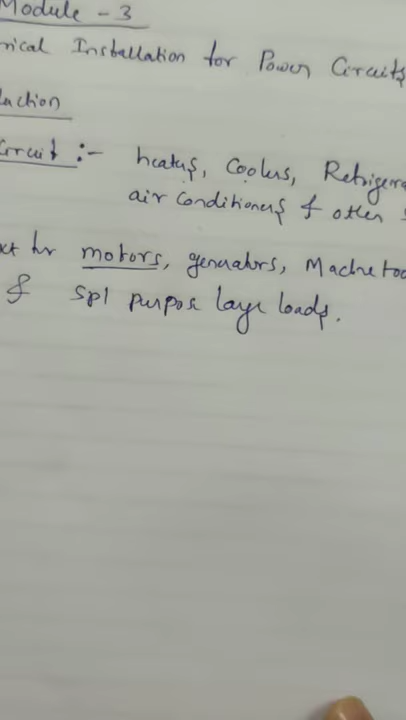 Module - 3
rical Installation for Power Circuits
uction
Circuit :- heaters, Coolers, Refrigera
air conditioners & other s
ct for motors, generators, Machine too
& spl purpose large loads.